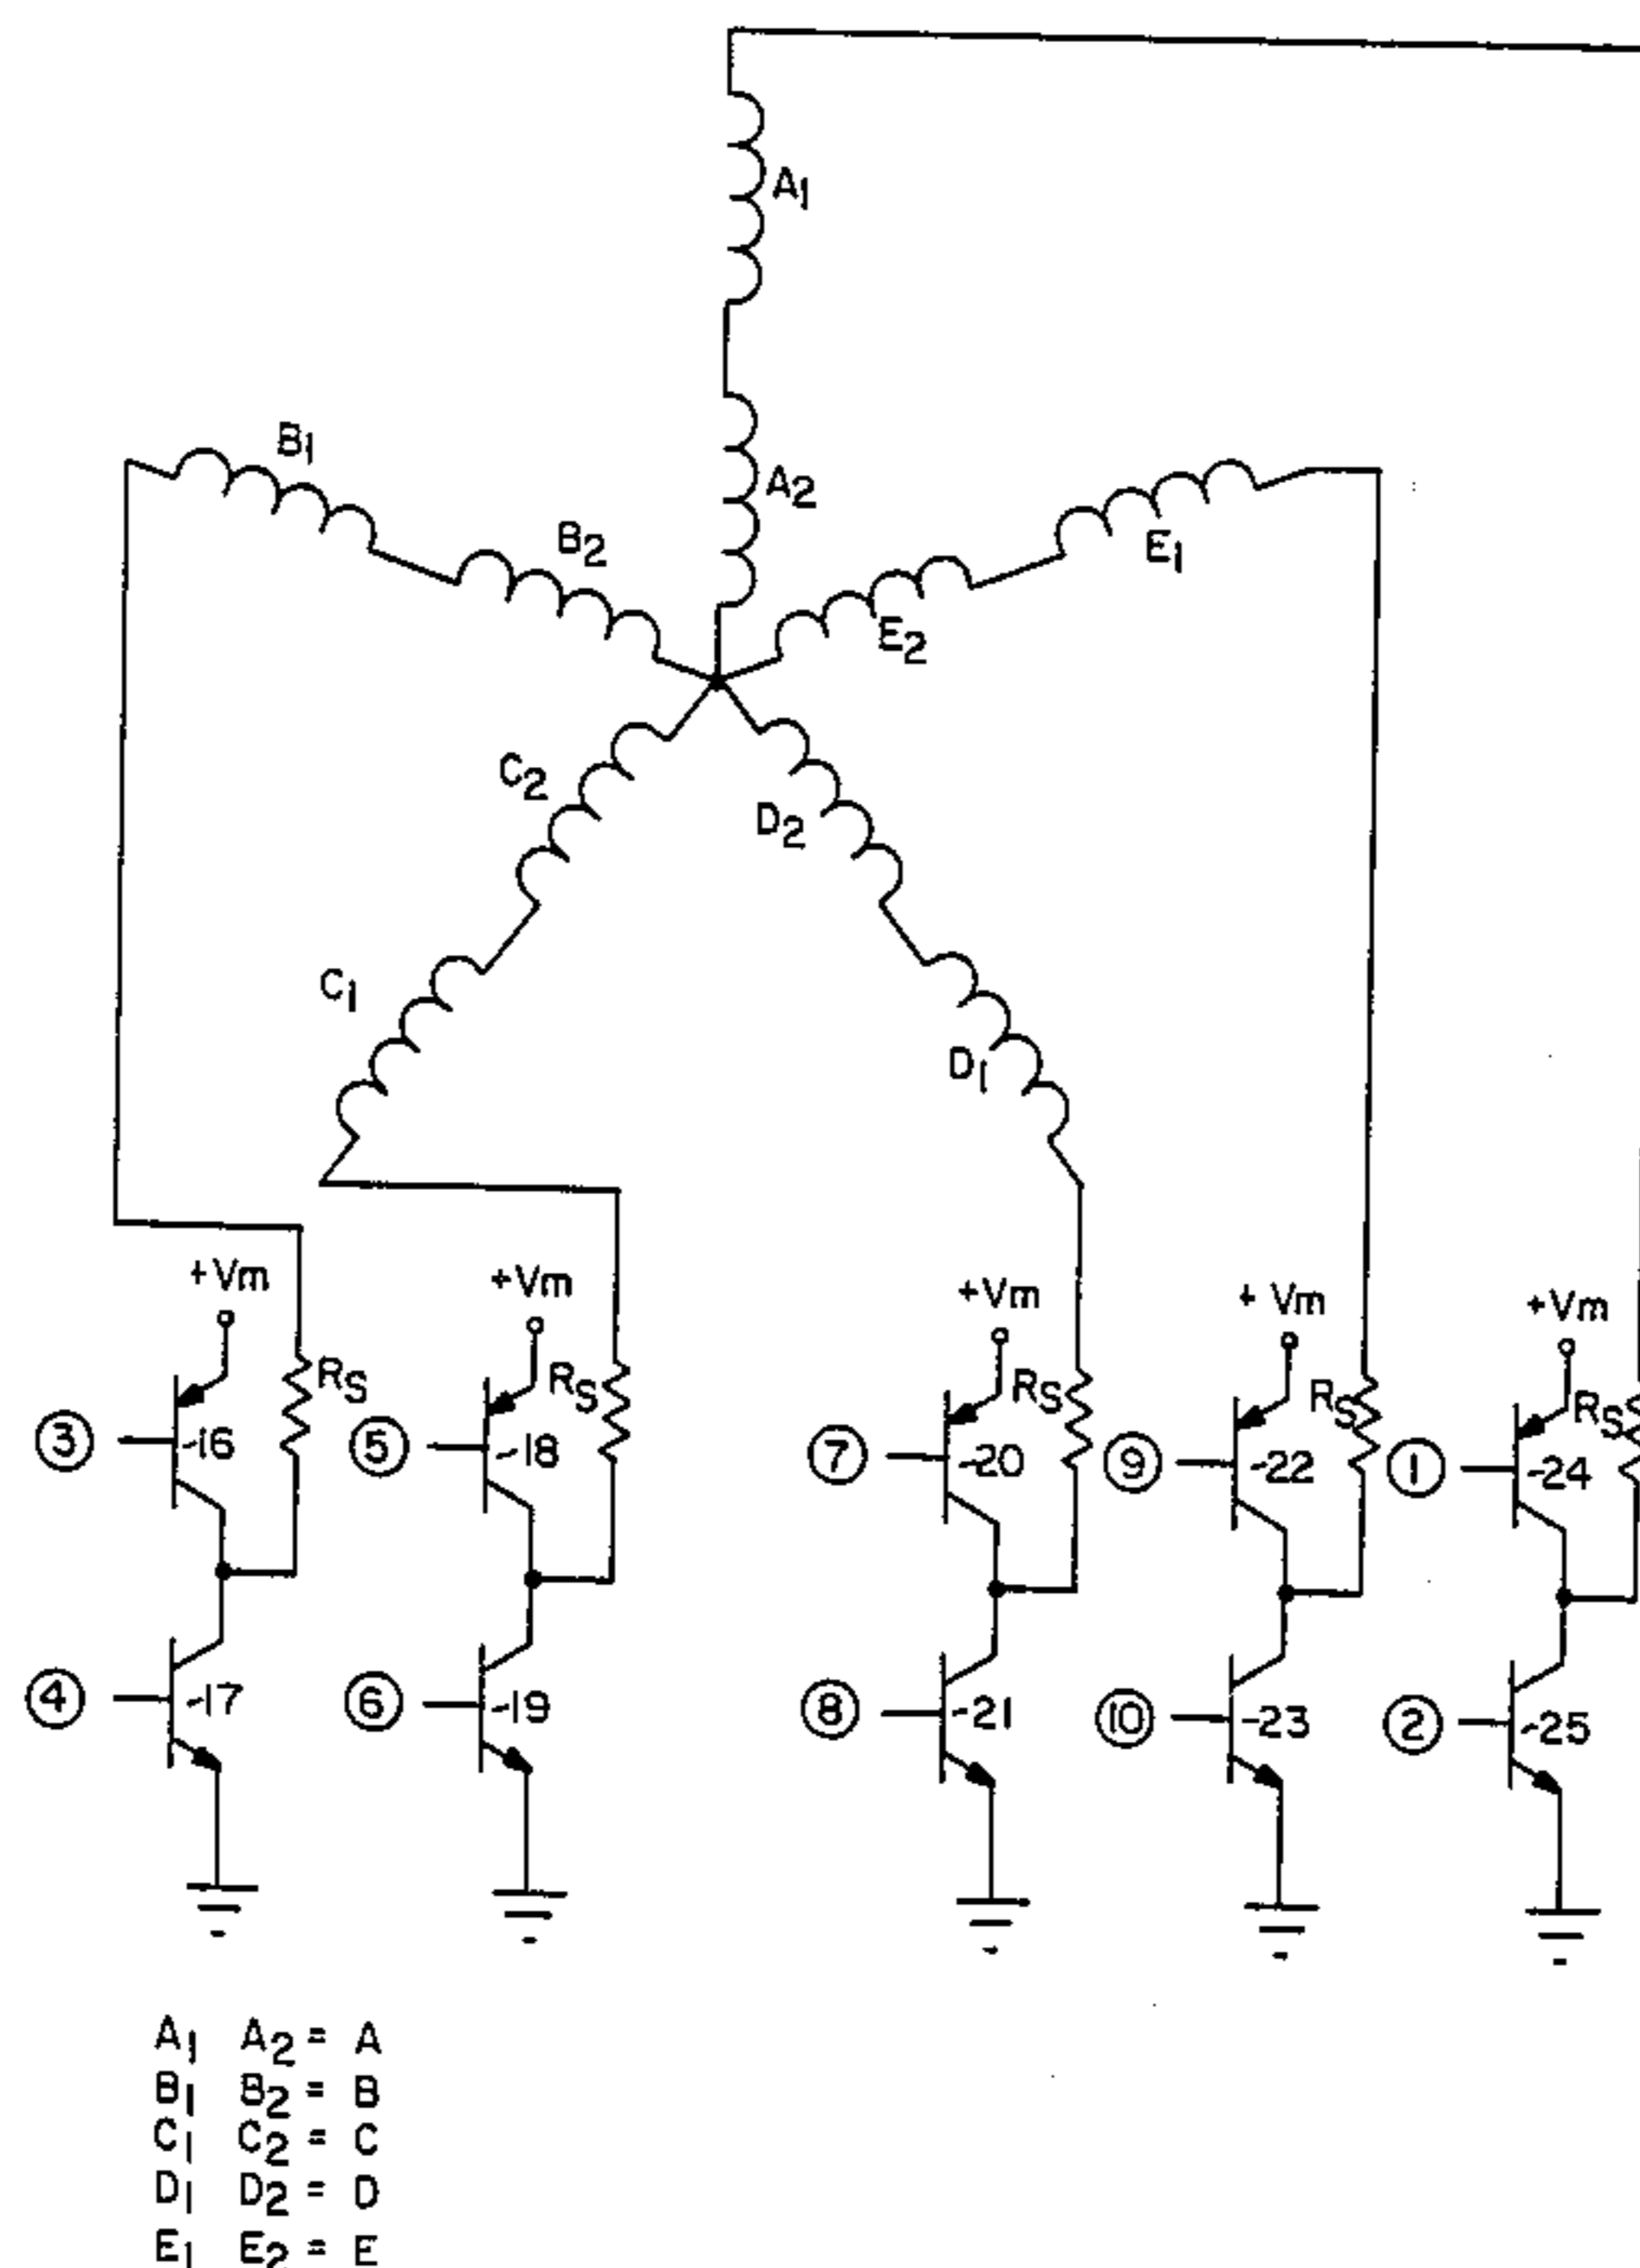 A1
B1
A2
B2
E1
E2
C2
D2
C1
D1
+Vm
+Vm
+Vm
+Vm
+Vm
RS
RS
RS
RS
RS
3
-16
5
-18
7
-20
9
-22
1
-24
4
-17
6
-19
8
-21
10
-23
2
-25
A1 A2 = A
B1 B2 = B
C1 C2 = C
D1 D2 = D
E1 E2 = E